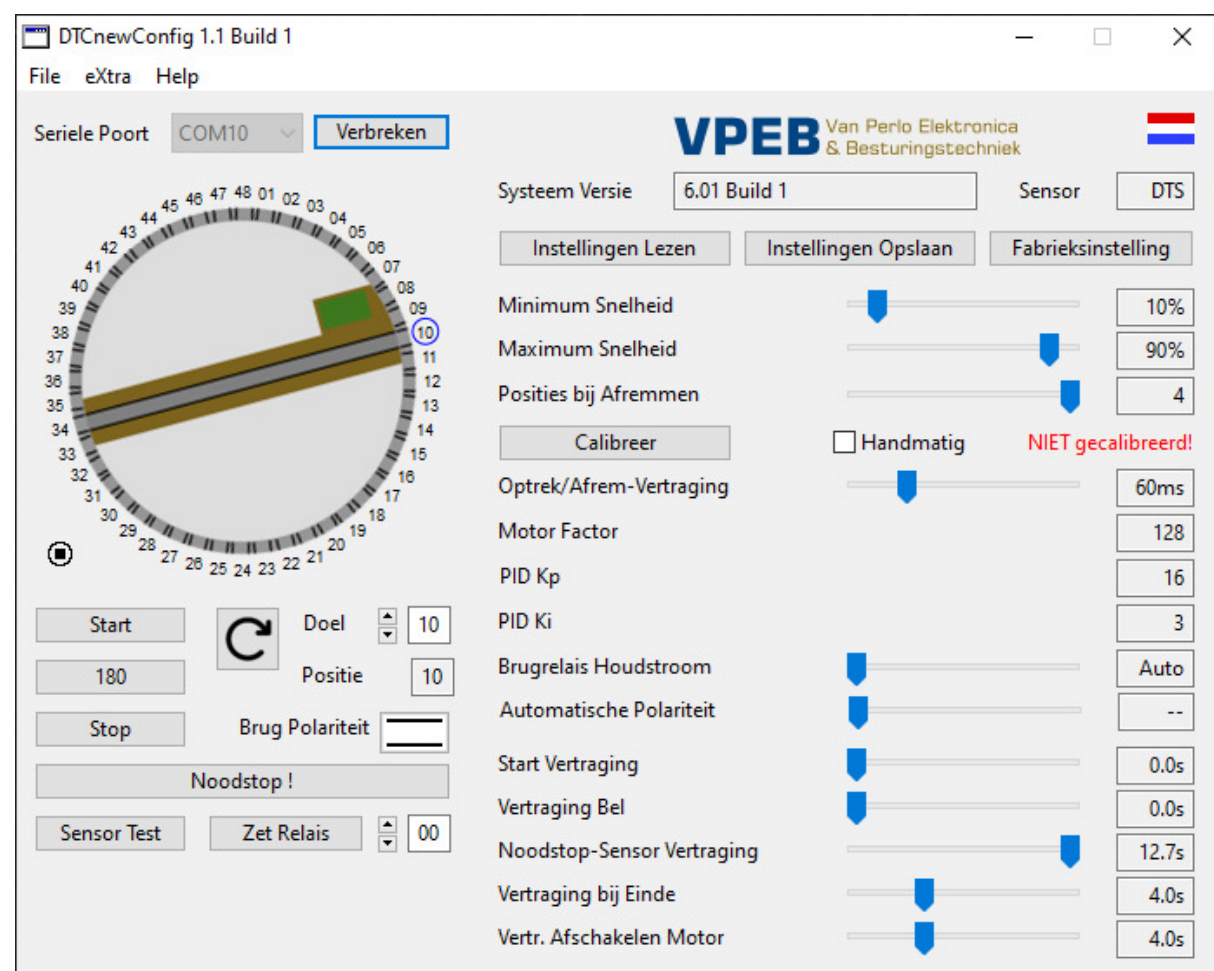 DTCnewConfig 1.1 Build 1
File eXtra Help
Seriele Poort COM10 Verbreken
VPEB Van Perlo Elektronica
& Besturingstechniek
Systeem Versie 6.01 Build 1 Sensor DTS
Instellingen Lezen Instellingen Opslaan Fabrieksinstelling
01 02 03 04 05 06 07 08 09 10 11 12 13 14 15 16 17 18 19 20 21 22 23 24 25 26 27 28 29 30 31 32 33 34 35 36 37 38 39 40 41 42 43 44 45 46 47 48
Start
Doel 10
180
Positie 10
Stop
Brug Polariteit
Noodstop !
Sensor Test Zet Relais 00
Minimum Snelheid 10%
Maximum Snelheid 90%
Posities bij Afremmen 4
Calibreer Handmatig NIET gecalibreerd!
Optrek/Afrem-Vertraging 60ms
Motor Factor 128
PID Kp 16
PID Ki 3
Brugrelais Houdstroom Auto
Automatische Polariteit --
Start Vertraging 0.0s
Vertraging Bel 0.0s
Noodstop-Sensor Vertraging 12.7s
Vertraging bij Einde 4.0s
Vertr. Afschakelen Motor 4.0s